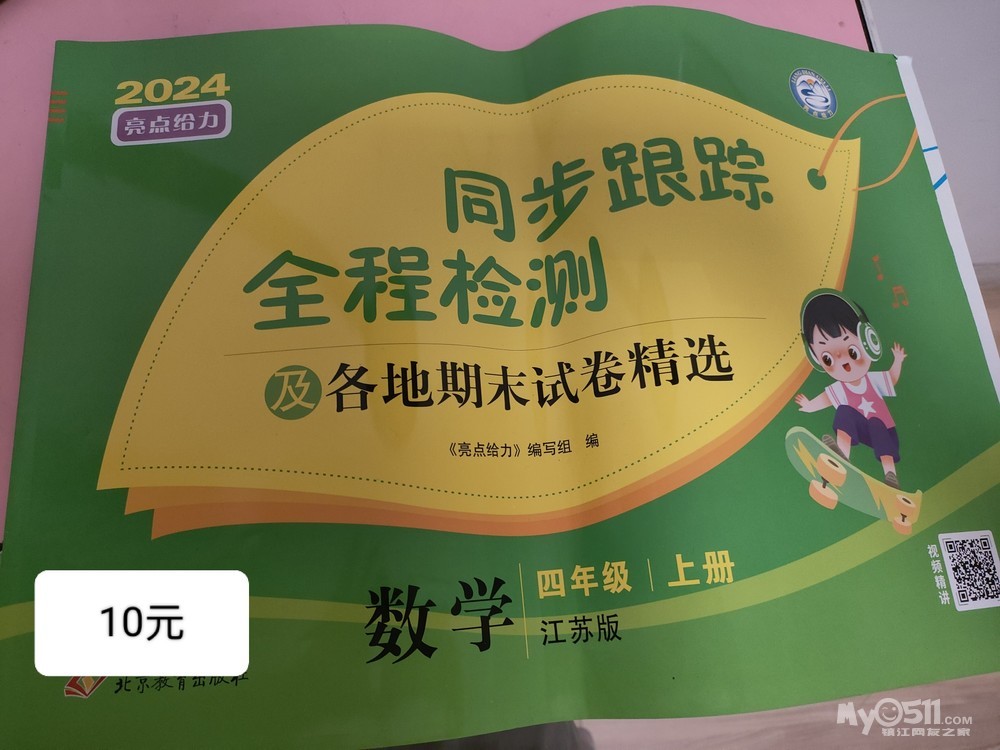 2024
亮点给力
同步跟踪
全程检测
及各地期末试卷精选
《亮点给力》编写组 编
数学
四年级 上册
江苏版
视频精讲
10元
北京教育出版社
MyO511.COM
镇江网友之家